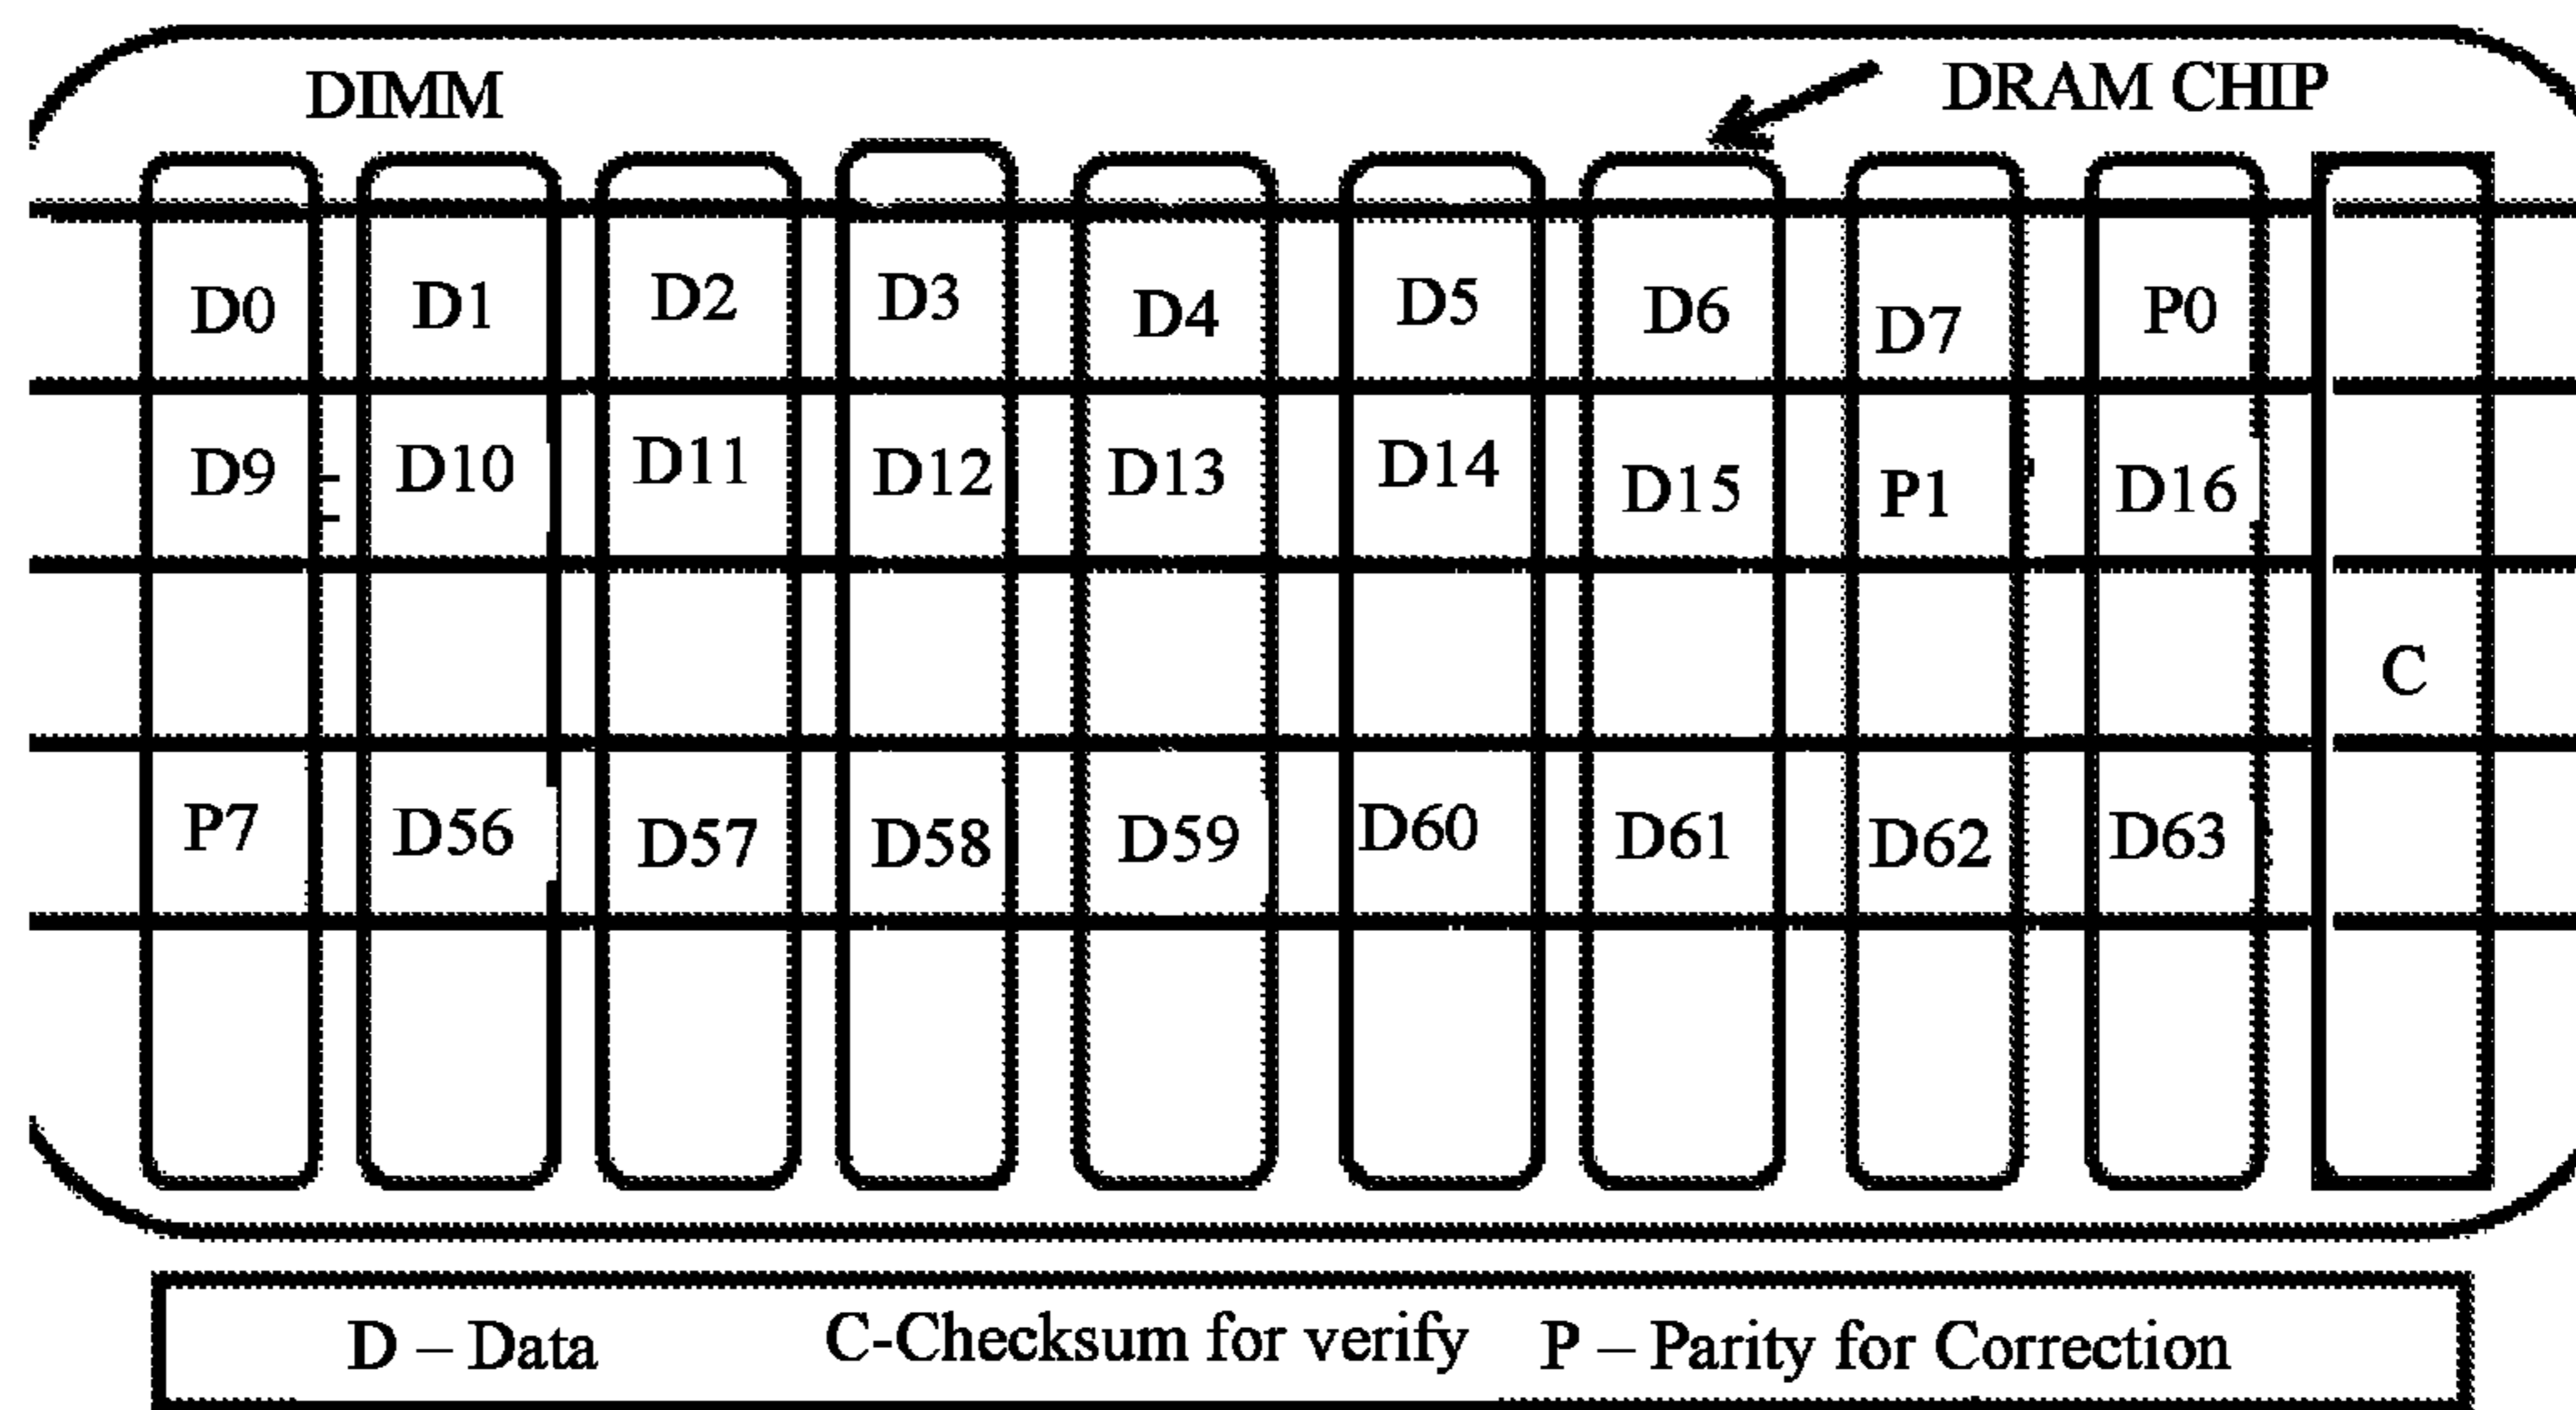 DIMM DRAM CHIP
D0 D1 D2 D3 D4 D5 D6 D7 P0
D9 D10 D11 D12 D13 D14 D15 P1 D16
C
P7 D56 D57 D58 D59 D60 D61 D62 D63
D – Data C-Checksum for verify P – Parity for Correction